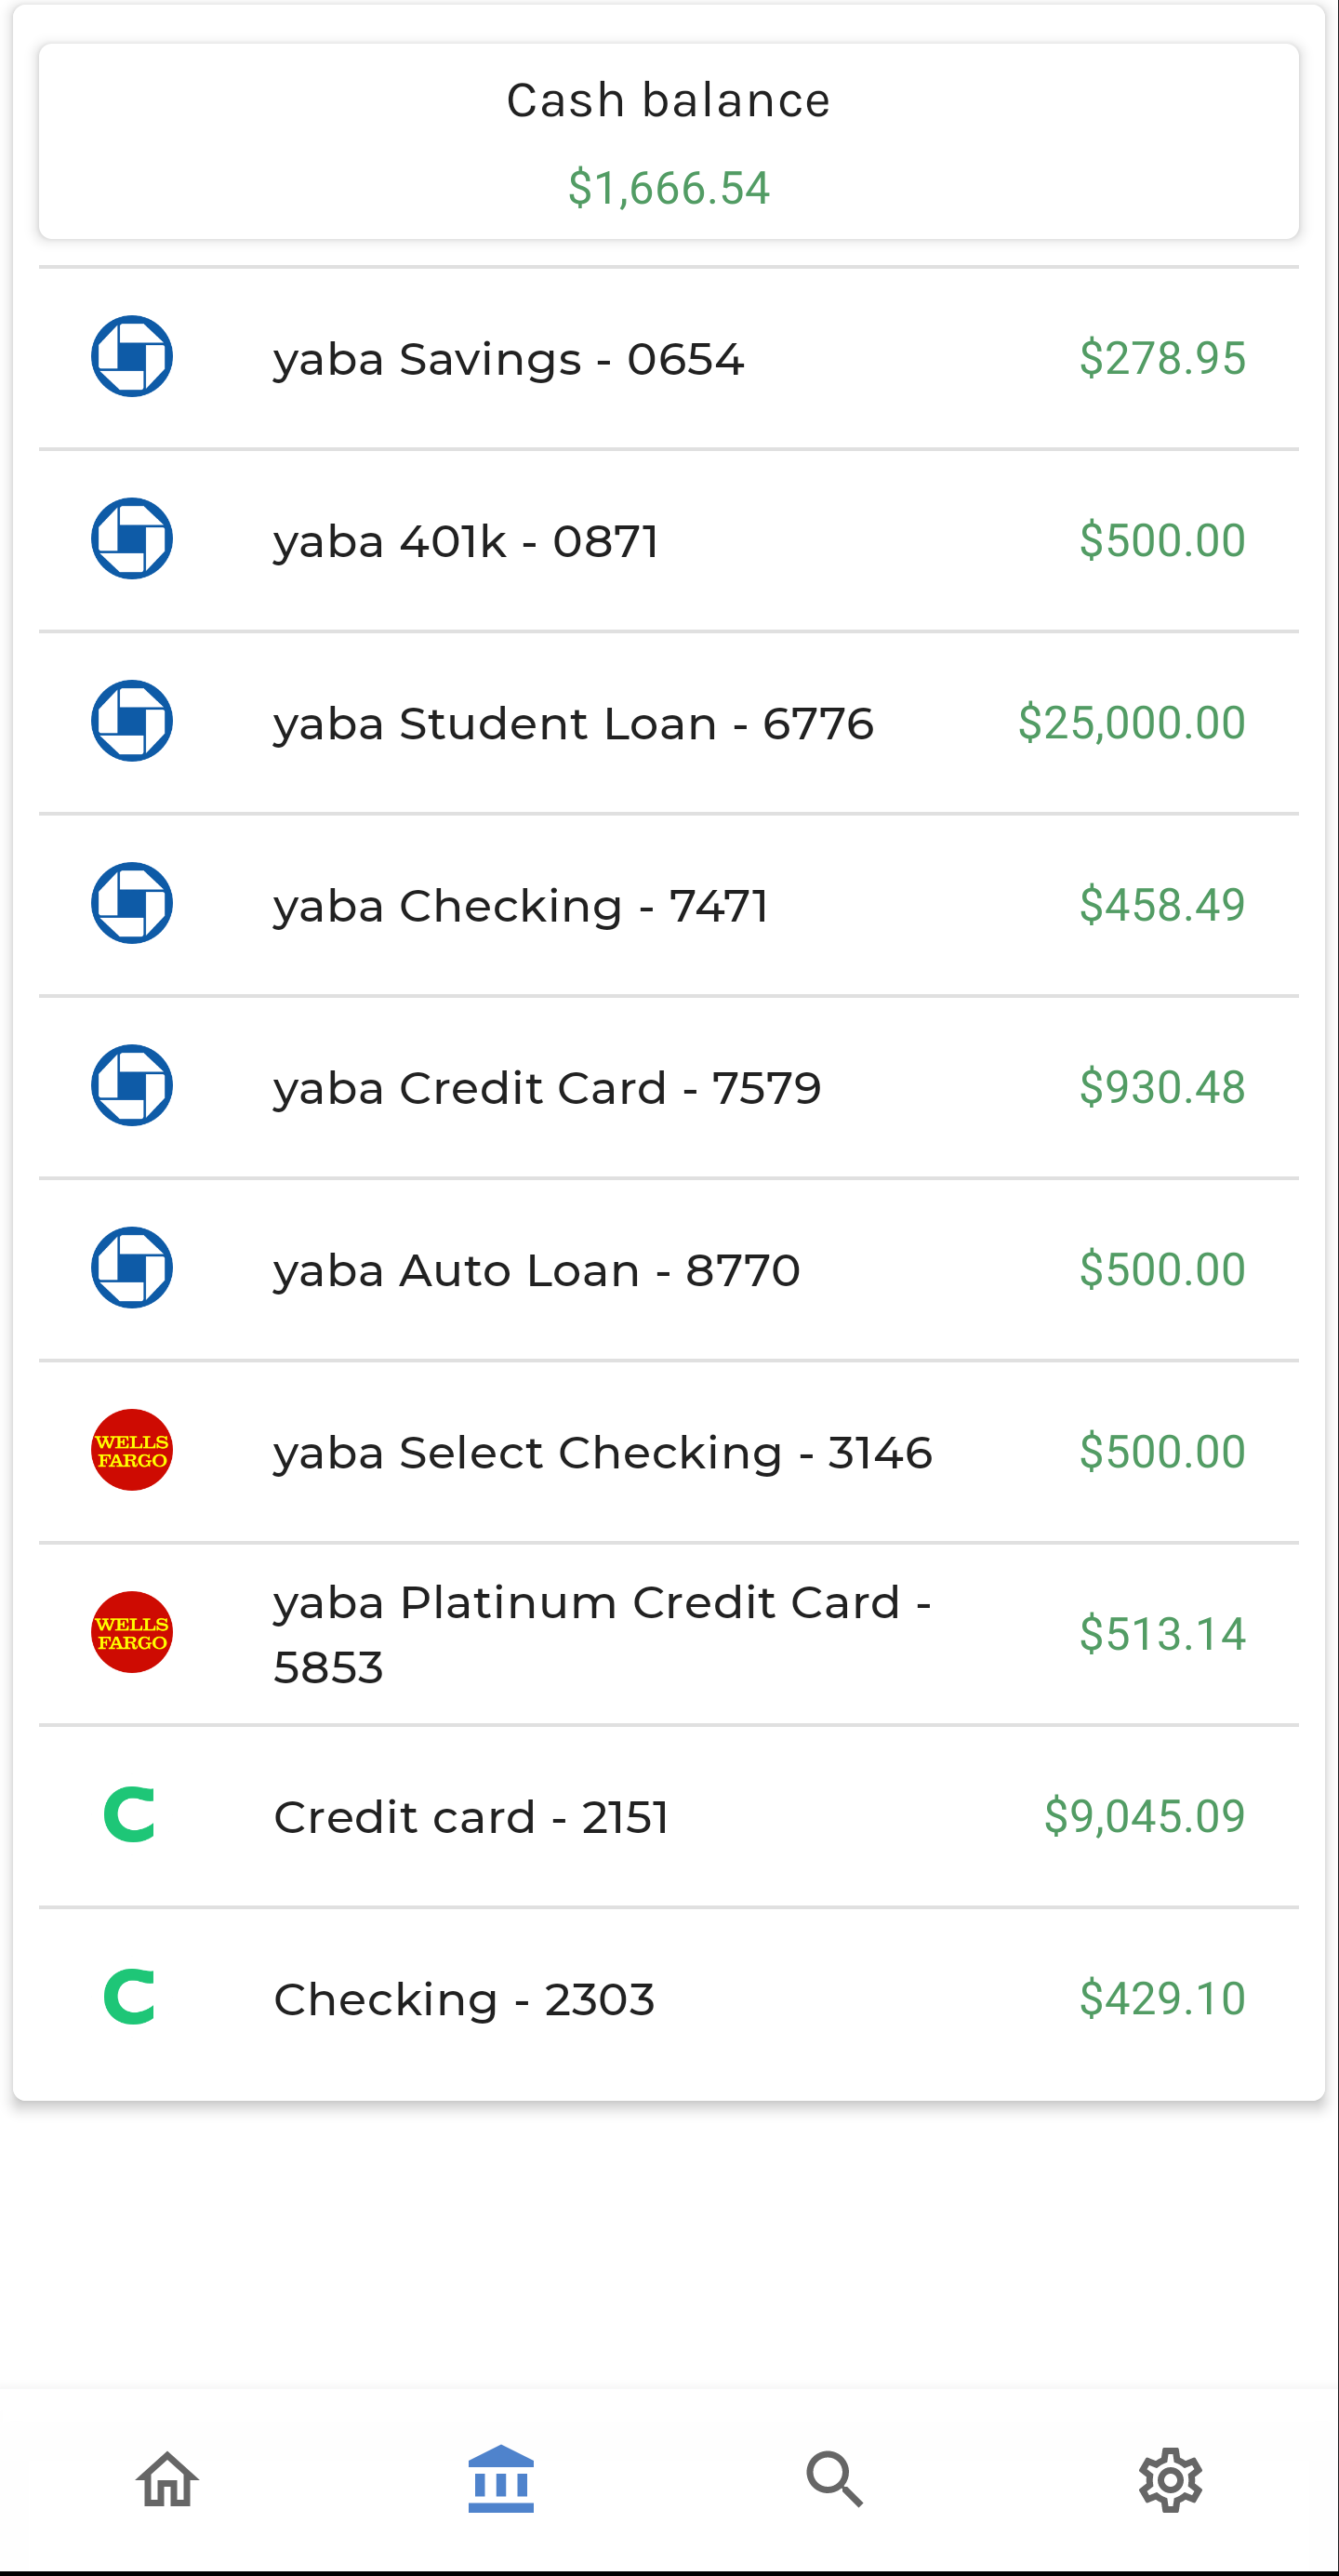 Cash balance
$1,666.54
yaba Savings - 0654 $278.95
yaba 401k - 0871 $500.00
yaba Student Loan - 6776 $25,000.00
yaba Checking - 7471 $458.49
yaba Credit Card - 7579 $930.48
yaba Auto Loan - 8770 $500.00
WELLS
FARGO
yaba Select Checking - 3146 $500.00
WELLS
FARGO
yaba Platinum Credit Card -
5853
$513.14
Credit card - 2151 $9,045.09
Checking - 2303 $429.10